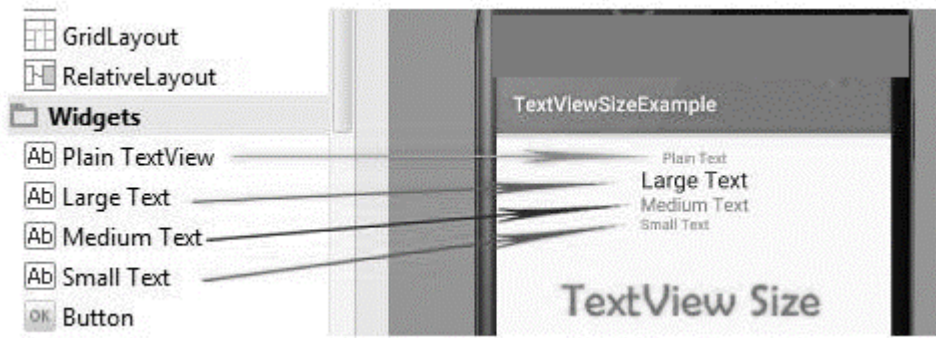 GridLayout
RelativeLayout
Widgets
Ab Plain TextView
Ab Large Text
Ab Medium Text
Ab Small Text
OK Button
TextViewSizeExample
Plain Text
Large Text
Medium Text
Small Text
TextView Size